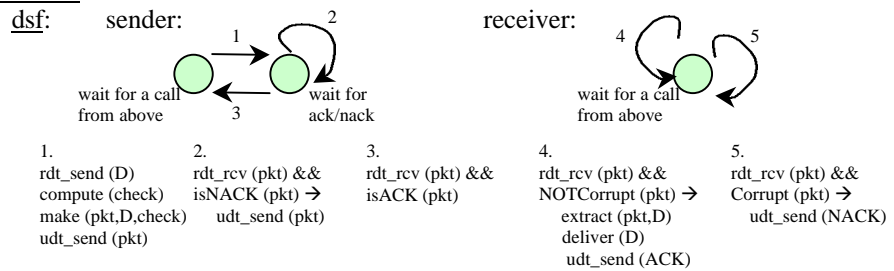 dsf: sender: receiver:
1
2
3
4
5
wait for a call
from above
wait for
ack/nack
wait for a call
from above
1.
rdt_send (D)
compute (check)
make (pkt,D,check)
udt_send (pkt)
2.
rdt_rcv (pkt) &&
isNACK (pkt) →
udt_send (pkt)
3.
rdt_rcv (pkt) &&
isACK (pkt)
4.
rdt_rcv (pkt) &&
NOTCorrupt (pkt) →
extract (pkt,D)
deliver (D)
udt_send (ACK)
5.
rdt_rcv (pkt) &&
Corrupt (pkt) →
udt_send (NACK)